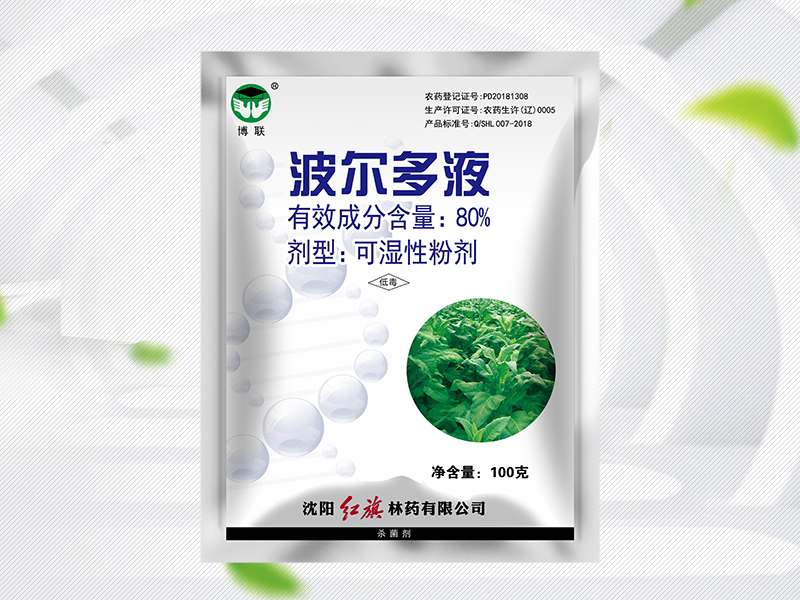 农药登记证号:PD20181308
生产许可证号:农药生许(辽)0005
产品标准号:Q/SHL 007-2018
®
博联
波尔多液
有效成分含量：80%
剂型：可湿性粉剂
低毒
净含量：100克
沈阳红旗林药有限公司
杀菌剂